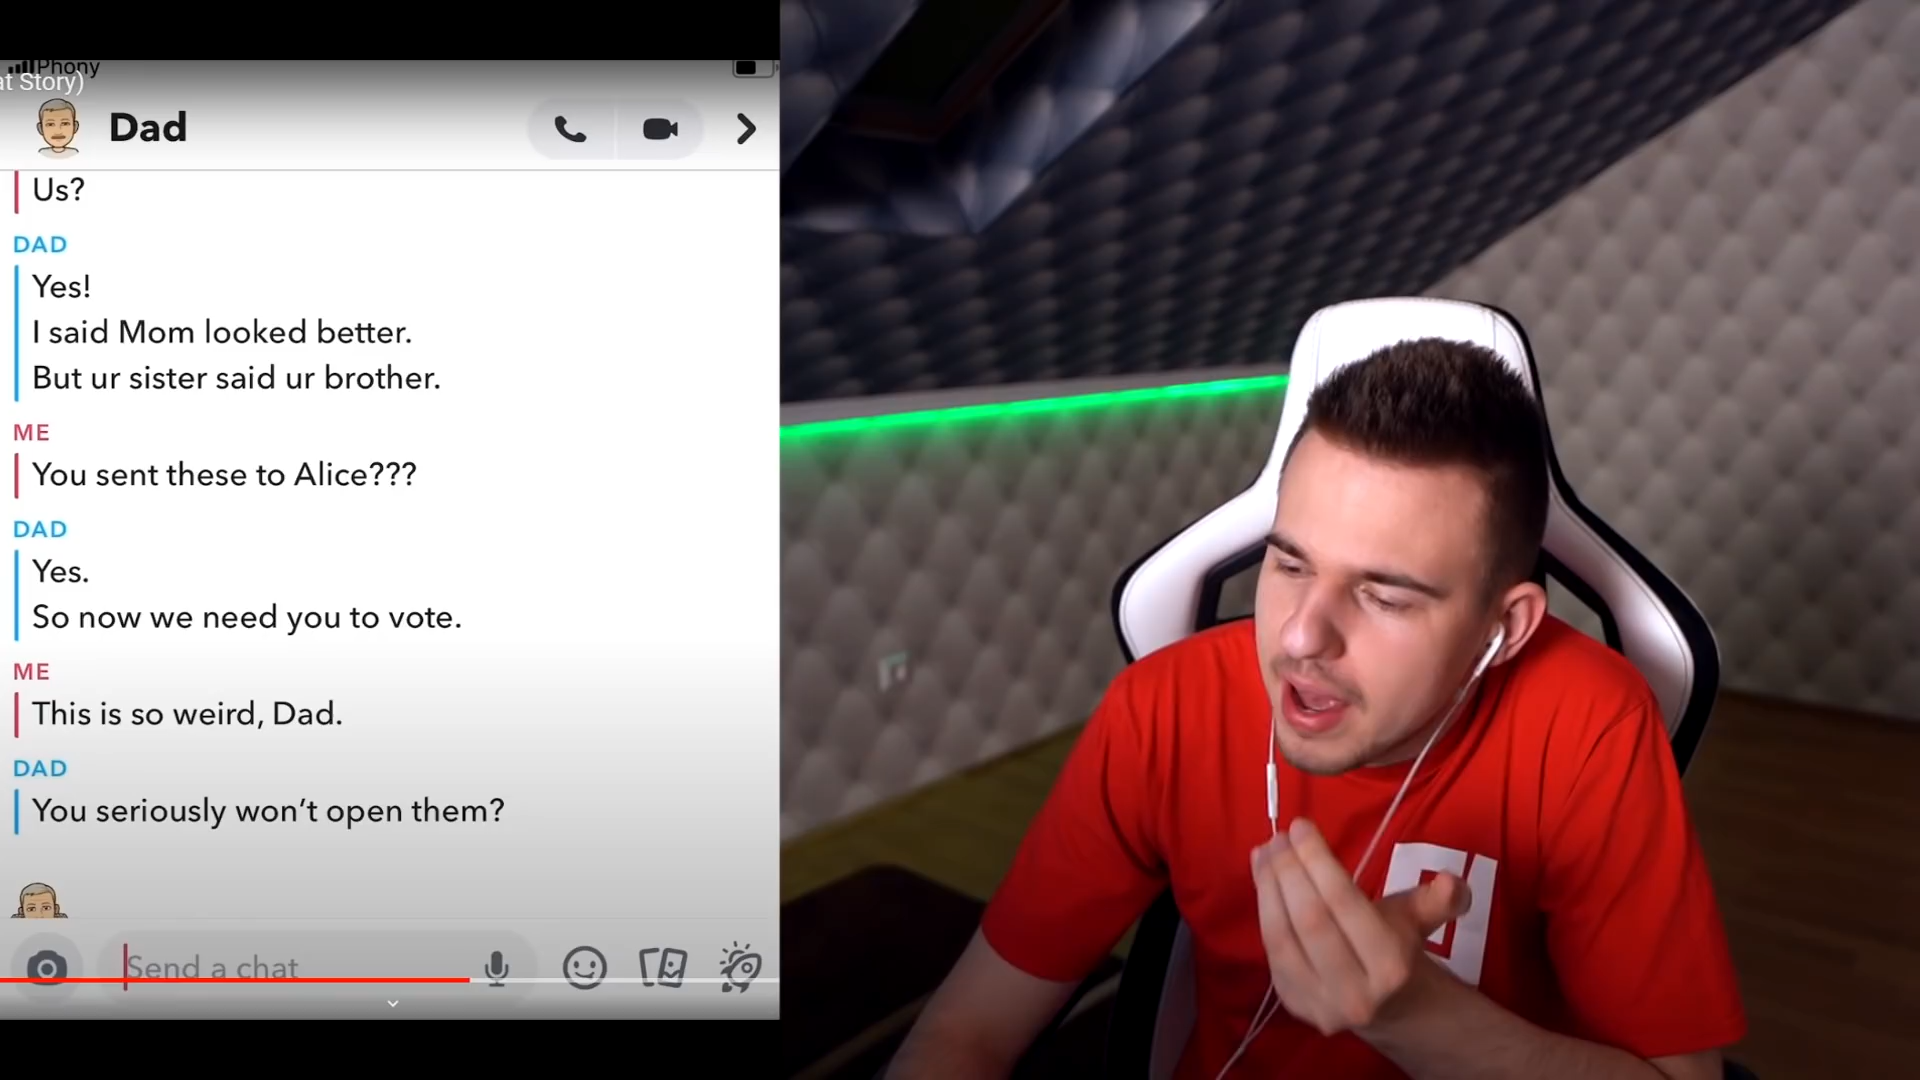 Phony
at Story)
Dad
Us?
DAD
Yes!
I said Mom looked better.
But ur sister said ur brother.
ME
You sent these to Alice???
DAD
Yes.
So now we need you to vote.
ME
This is so weird, Dad.
DAD
You seriously won’t open them?
Send a chat